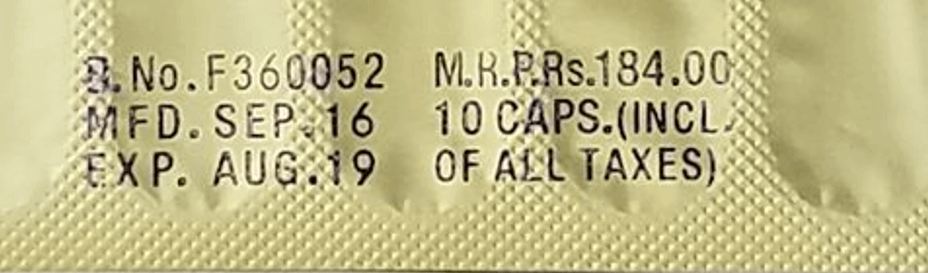 B.No.F360052 M.R.P.Rs.184.00
MFD. SEP.16 10 CAPS.(INCL.
EXP. AUG.19 OF ALL TAXES)